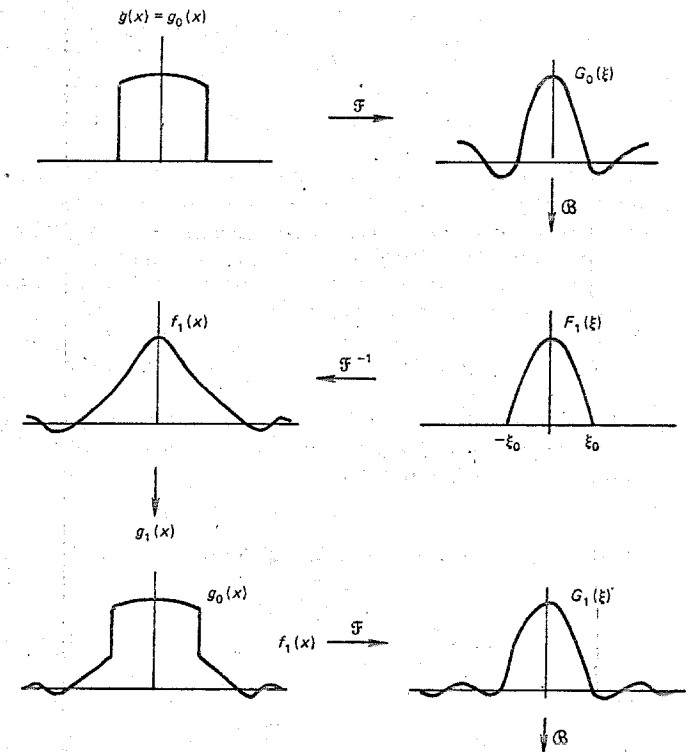 g(x) = g₀(x)
ℱ
G₀(ξ)
ℬ
f₁(x)
ℱ ⁻¹
F₁(ξ)
-ξ₀ ξ₀
g₁(x)
g₀(x)
f₁(x) ℱ
G₁(ξ)
ℬ